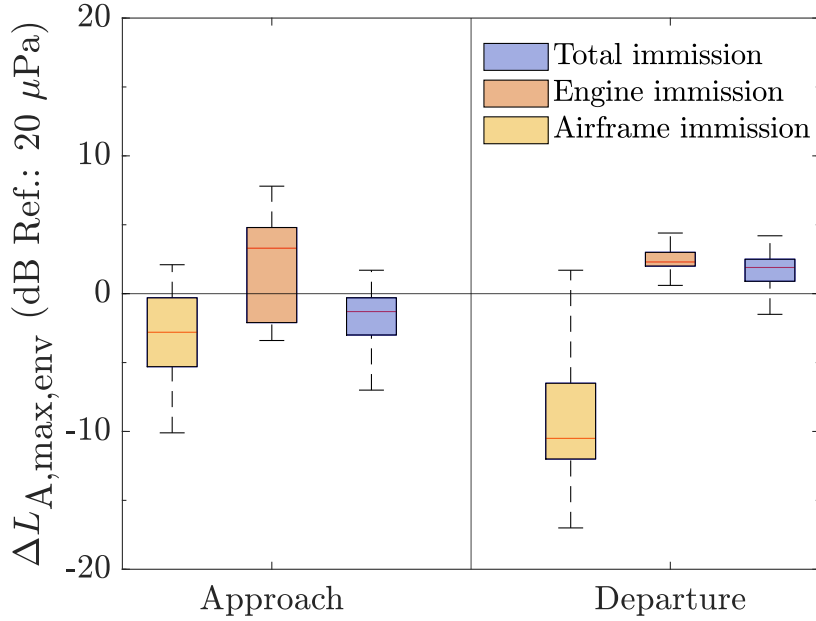 ΔL_A,max,env (dB Ref.: 20 μPa)
20
10
0
-10
-20
Total immission
Engine immission
Airframe immission
Approach
Departure